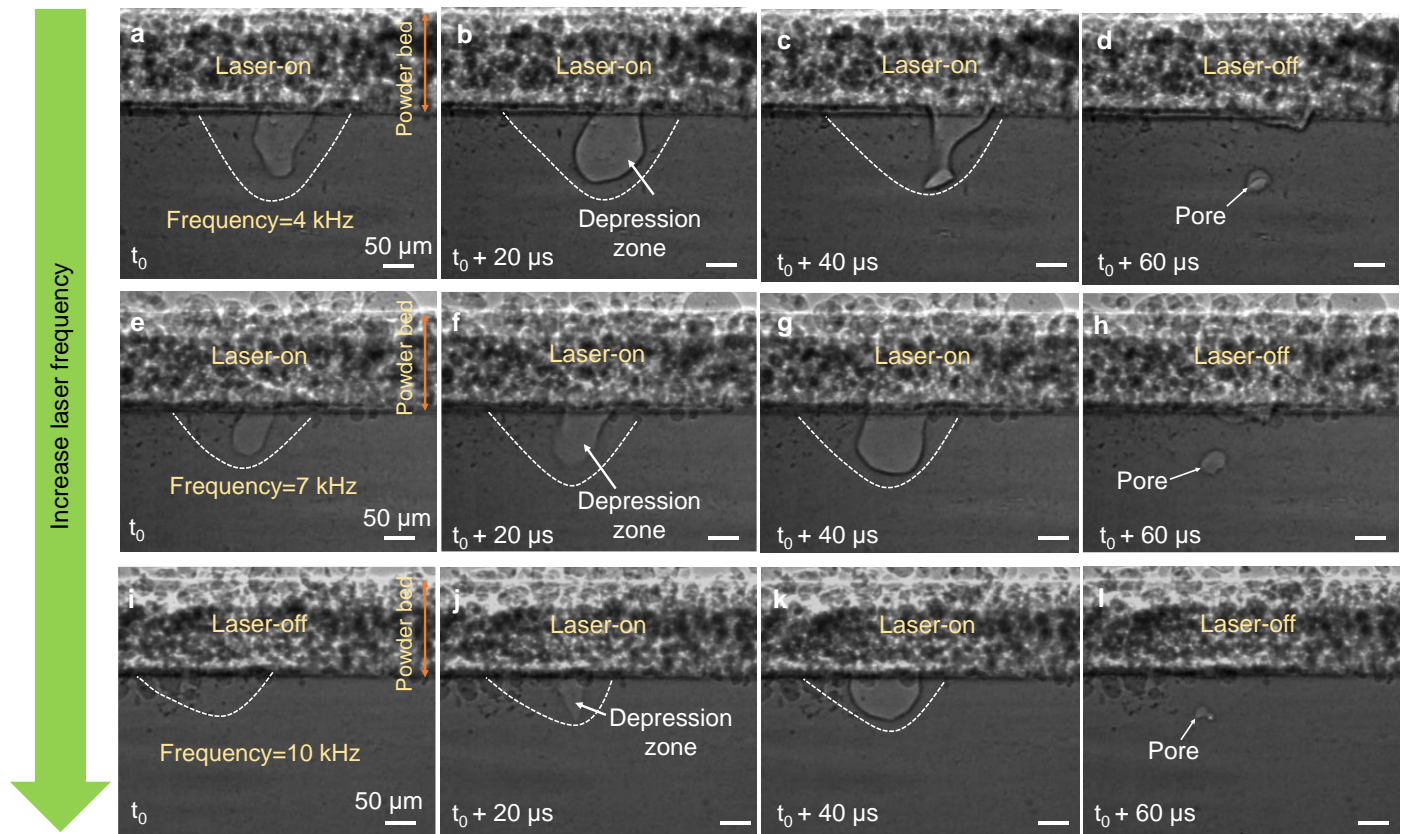 Increase laser frequency
a
Laser-on
Powder bed
Frequency=4 kHz
t0
50 µm
b
Laser-on
Depression
zone
t0 + 20 µs
c
Laser-on
t0 + 40 µs
d
Laser-off
Pore
t0 + 60 µs
e
Laser-on
Powder bed
Frequency=7 kHz
t0
50 µm
f
Laser-on
Depression
zone
t0 + 20 µs
g
Laser-on
t0 + 40 µs
h
Laser-off
Pore
t0 + 60 µs
i
Laser-off
Powder bed
Frequency=10 kHz
t0
50 µm
j
Laser-on
Depression
zone
t0 + 20 µs
k
Laser-on
t0 + 40 µs
l
Laser-off
Pore
t0 + 60 µs